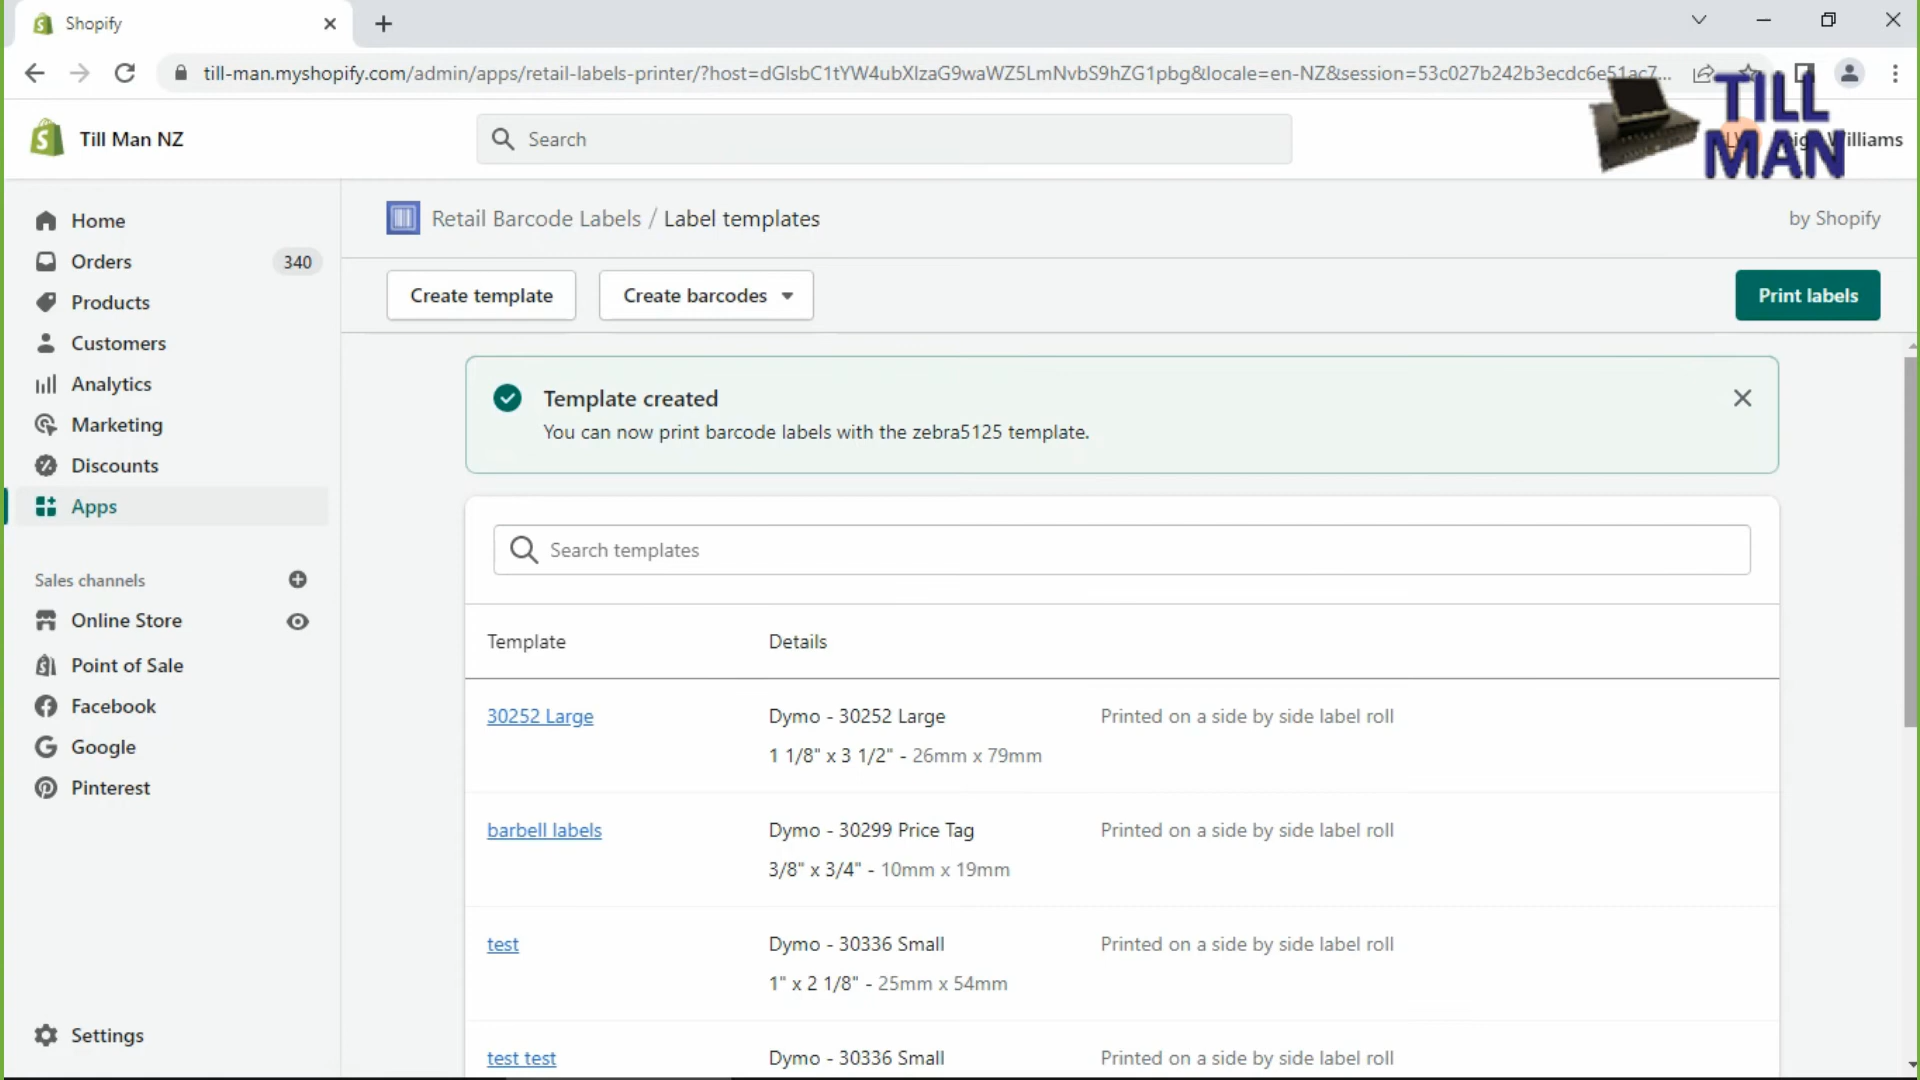 Shopify
till-man.myshopify.com/admin/apps/retail-labels-printer/?host=dGlsbC1tYW4ubXlzaG9waWZ5LmNvbS9hZG1pbg&locale=en-NZ&session=53c027b242b3ecdc6e51ac7...
Till Man NZ
Search
TILL
MAN
Williams
Home
Orders 340
Products
Customers
Analytics
Marketing
Discounts
Apps
Sales channels
Online Store
Point of Sale
Facebook
Google
Pinterest
Settings
Retail Barcode Labels / Label templates
by Shopify
Create template
Create barcodes
Print labels
Template created
You can now print barcode labels with the zebra5125 template.
Search templates
Template Details
30252 Large Dymo - 30252 Large Printed on a side by side label roll
1 1/8" x 3 1/2" - 26mm x 79mm
barbell labels Dymo - 30299 Price Tag Printed on a side by side label roll
3/8" x 3/4" - 10mm x 19mm
test Dymo - 30336 Small Printed on a side by side label roll
1" x 2 1/8" - 25mm x 54mm
test test Dymo - 30336 Small Printed on a side by side label roll